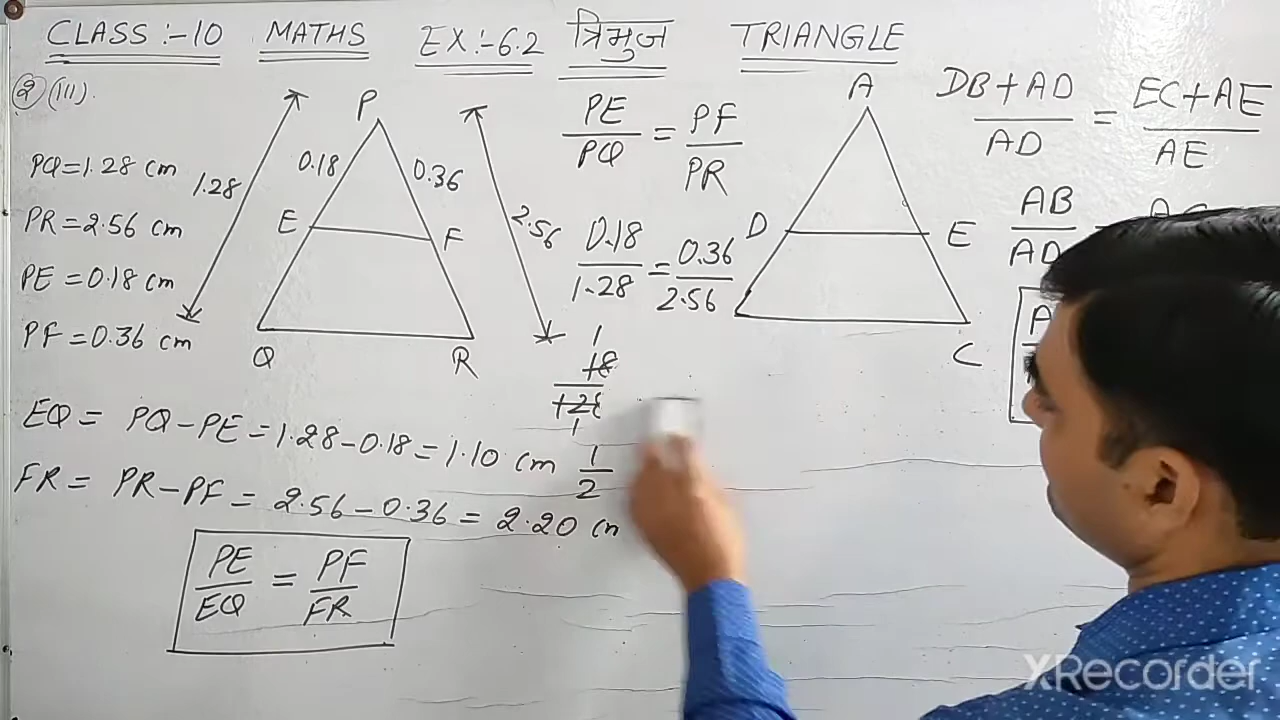 CLASS :-10 MATHS EX:-6.2 त्रिभुज TRIANGLE
2 (III).
PQ=1.28 cm
PR=2.56 cm
PE=0.18 cm
PF=0.36 cm
1.28
P
0.18
0.36
E
F
Q
R
2.56
EQ = PQ-PE=1.28-0.18=1.10 cm
FR = PR-PF = 2.56-0.36=2.20 cm
PE/EQ = PF/FR
PE/PQ = PF/PR
0.18/1.28 = 0.36/2.56
1
18
1
1/2
A
D
E
C
DB+AD/AD = EC+AE/AE
AB/AD
XRecorder